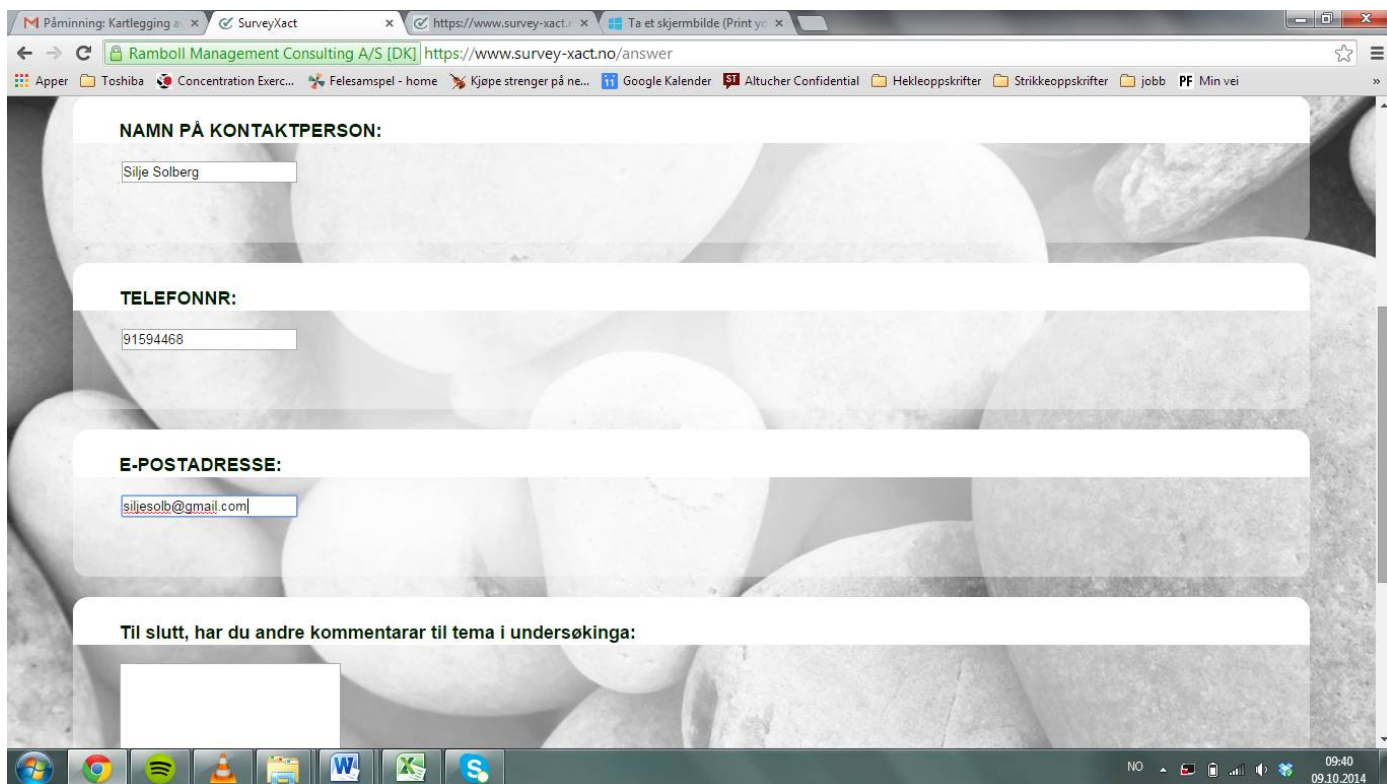 Påminning: Kartlegging a
SurveyXact
https://www.survey-xact.r
Ta et skjermbilde (Print yo
Ramboll Management Consulting A/S [DK] https://www.survey-xact.no/answer
Apper Toshiba Concentration Exerc... Felesamspel - home Kjøpe strenger på ne... Google Kalender Altucher Confidential Hekleoppskrifter Strikkeoppskrifter jobb PF Min vei »
NAMN PÅ KONTAKTPERSON:
Silje Solberg
TELEFONNR:
91594468
E-POSTADRESSE:
siljesolb@gmail.com
Til slutt, har du andre kommentarar til tema i undersøkinga:
NO
09:40
09.10.2014